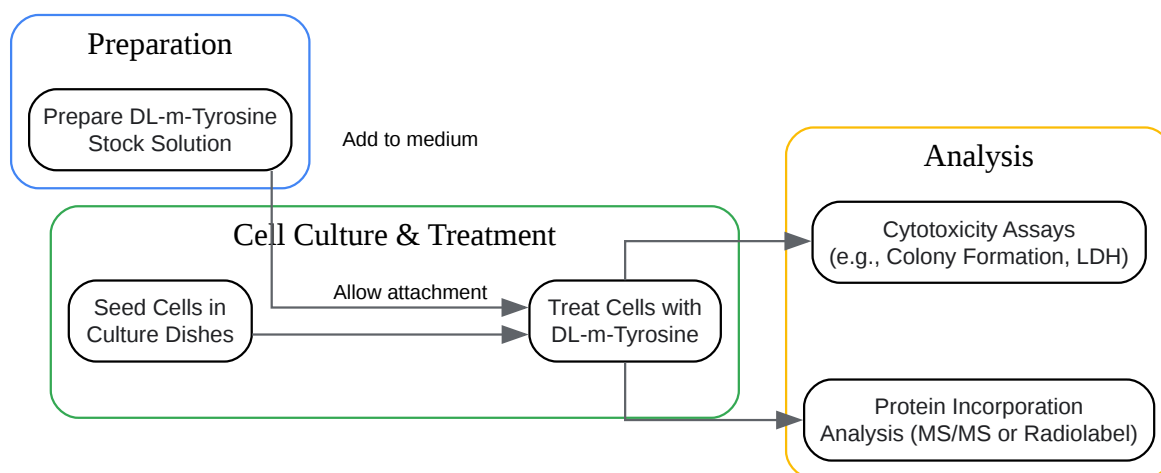 Preparation
Prepare DL-m-Tyrosine
Stock Solution
Add to medium
Analysis
Cell Culture & Treatment
Cytotoxicity Assays
(e.g., Colony Formation, LDH)
Allow attachment
Seed Cells in
Culture Dishes
Treat Cells with
DL-m-Tyrosine
Protein Incorporation
Analysis (MS/MS or Radiolabel)